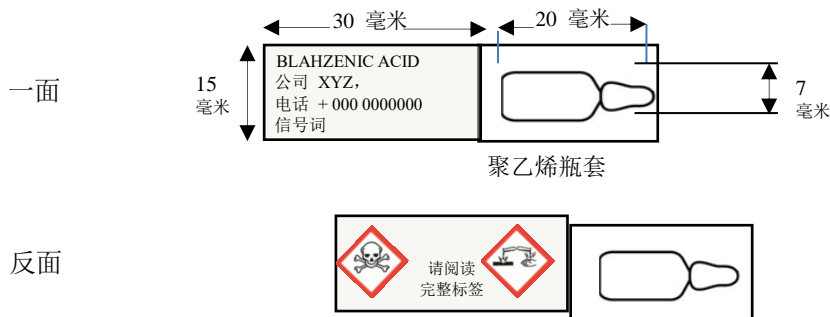 30 毫米
20 毫米
一面
15
毫米
BLAHZENIC ACID
公司 XYZ，
电话 + 000 0000000
信号词
7
毫米
聚乙烯瓶套
反面
请阅读
完整标签